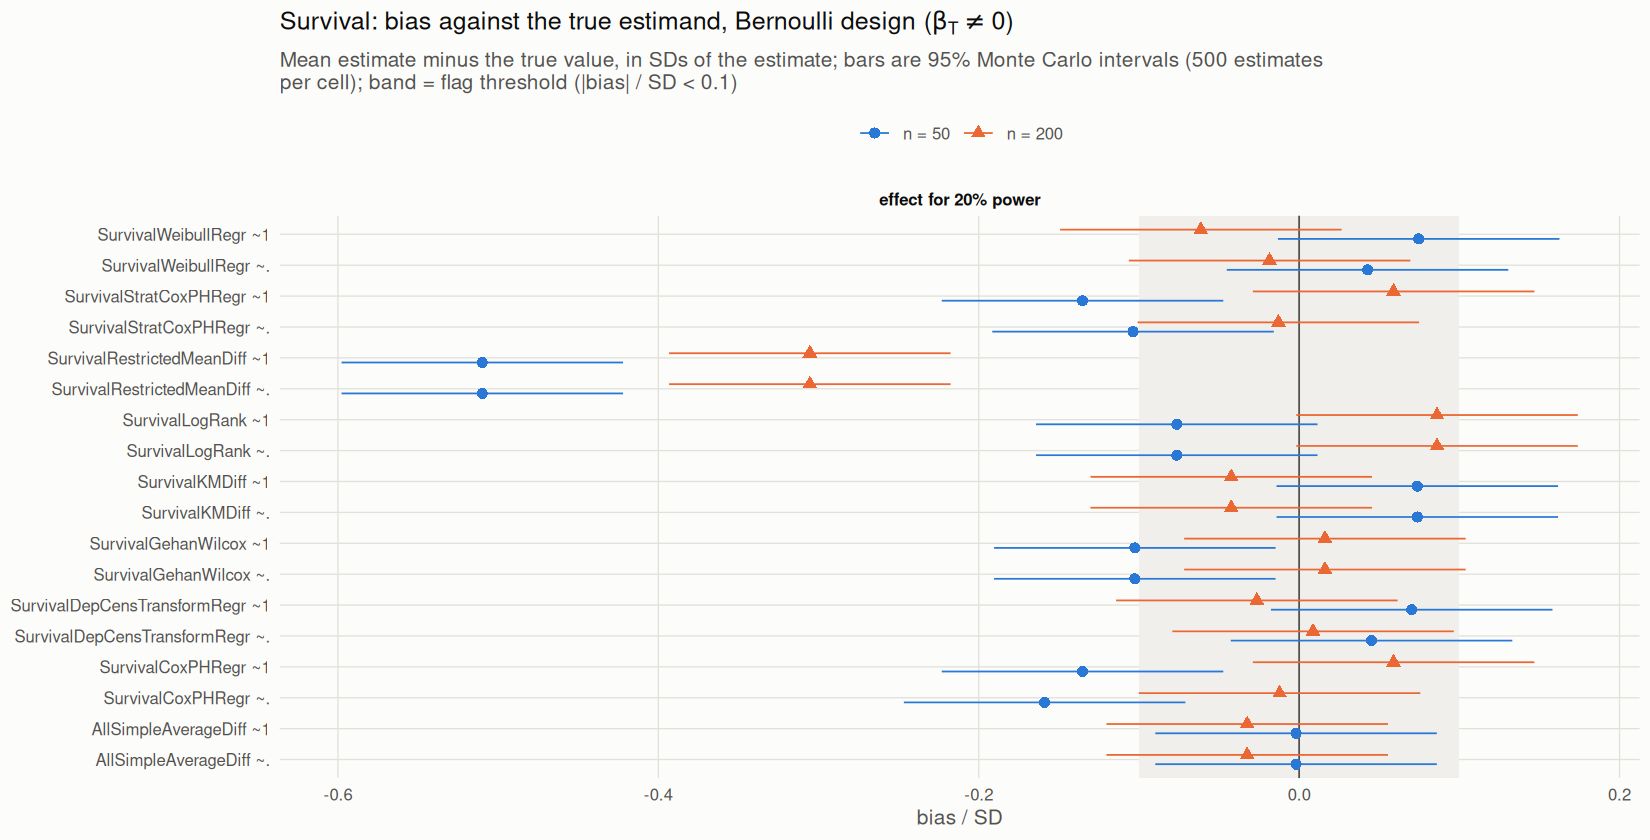 Survival: bias against the true estimand, Bernoulli design (βT ≠ 0)
Mean estimate minus the true value, in SDs of the estimate; bars are 95% Monte Carlo intervals (500 estimates
per cell); band = flag threshold (|bias| / SD < 0.1)
n = 50 n = 200
effect for 20% power
SurvivalWeibullRegr ~1
SurvivalWeibullRegr ~.
SurvivalStratCoxPHRegr ~1
SurvivalStratCoxPHRegr ~.
SurvivalRestrictedMeanDiff ~1
SurvivalRestrictedMeanDiff ~.
SurvivalLogRank ~1
SurvivalLogRank ~.
SurvivalKMDiff ~1
SurvivalKMDiff ~.
SurvivalGehanWilcox ~1
SurvivalGehanWilcox ~.
SurvivalDepCensTransformRegr ~1
SurvivalDepCensTransformRegr ~.
SurvivalCoxPHRegr ~1
SurvivalCoxPHRegr ~.
AllSimpleAverageDiff ~1
AllSimpleAverageDiff ~.
-0.6 -0.4 -0.2 0.0 0.2
bias / SD